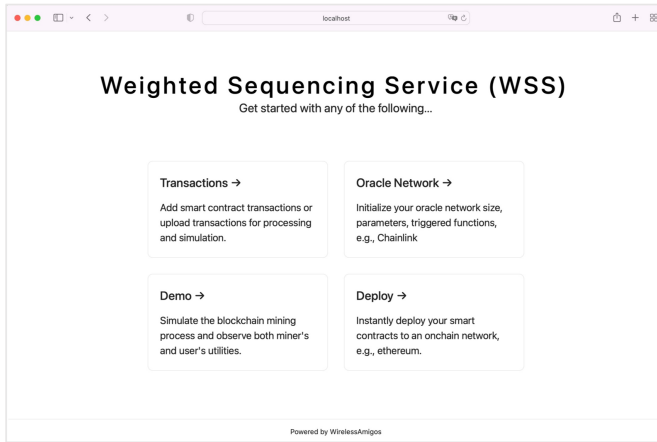 localhost
Weighted Sequencing Service (WSS)
Get started with any of the following...
Transactions →
Add smart contract transactions or
upload transactions for processing
and simulation.
Oracle Network →
Initialize your oracle network size,
parameters, triggered functions,
e.g., Chainlink
Demo →
Simulate the blockchain mining
process and observe both miner's
and user's utilities.
Deploy →
Instantly deploy your smart
contracts to an onchain network,
e.g., ethereum.
Powered by WirelessAmigos